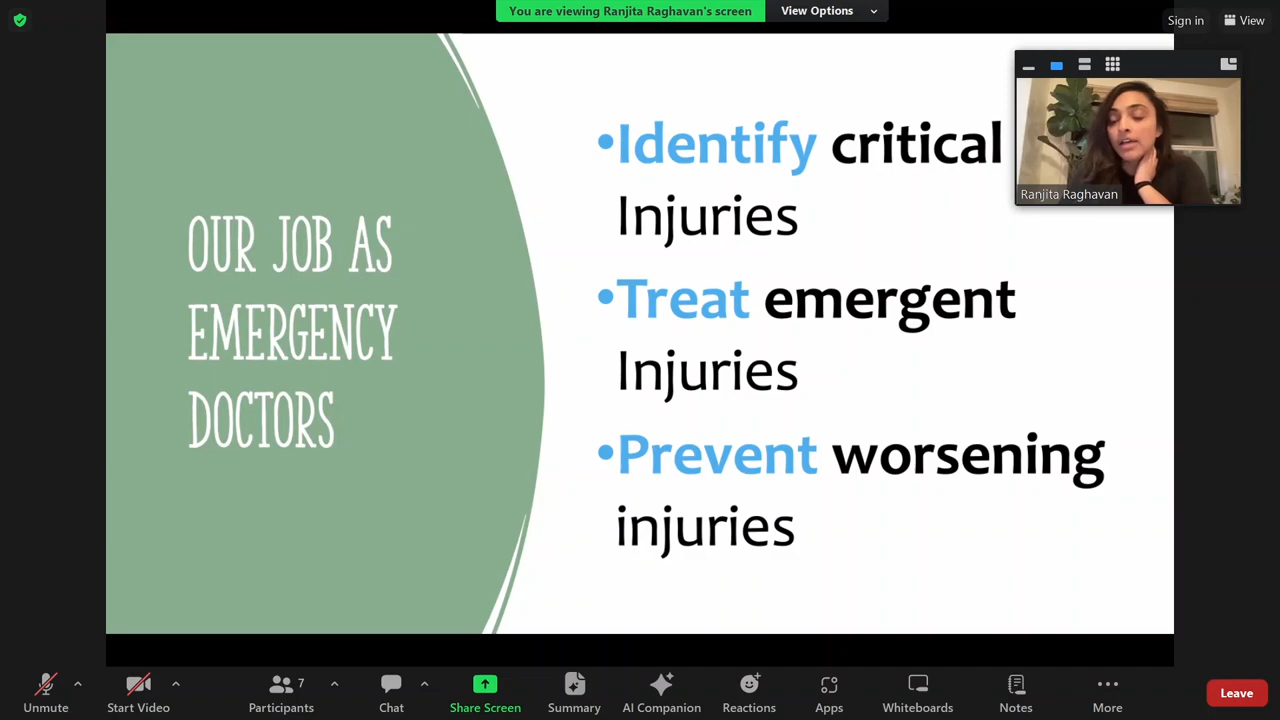 You are viewing Ranjita Raghavan's screen
View Options
Sign in
View
OUR JOB AS
EMERGENCY
DOCTORS
•Identify critical
Injuries
•Treat emergent
Injuries
•Prevent worsening
injuries
Ranjita Raghavan
Unmute
Start Video
7
Participants
Chat
Share Screen
Summary
AI Companion
Reactions
Apps
Whiteboards
Notes
More
Leave